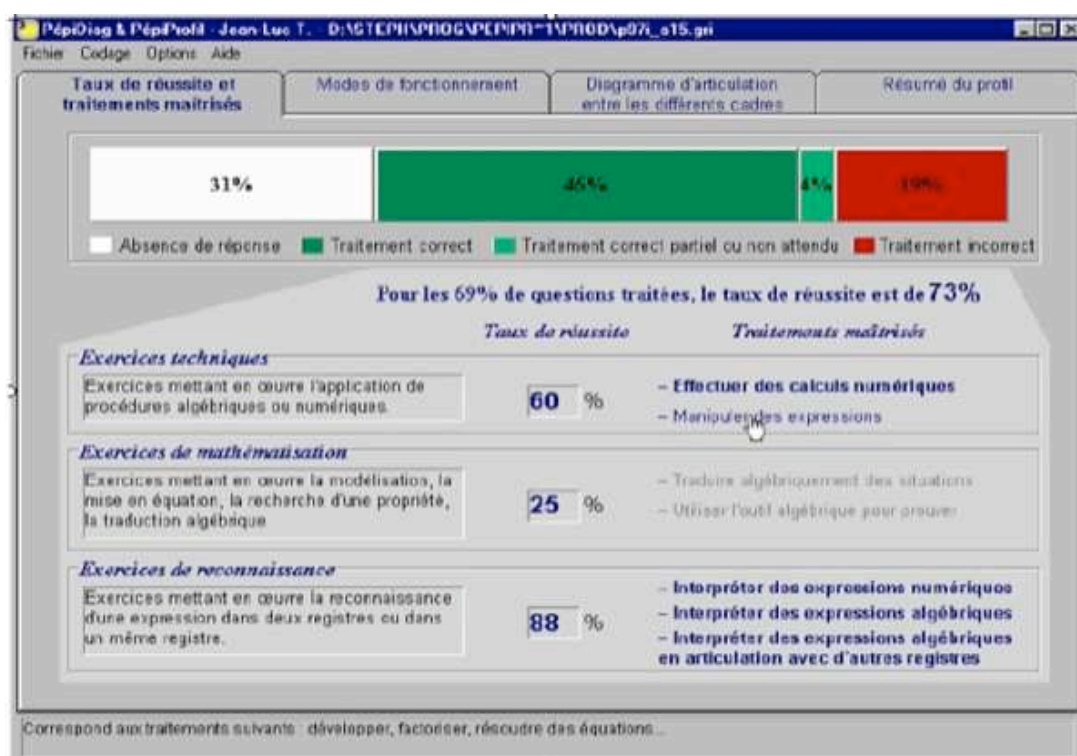 PépiDiag & PépiProfil - Jean-Luc T. - D:\STEPH\PROG\PEPIPR~1\PROD\p97i_o15.gri
Fichier Codage Options Aide
Taux de réussite et
traitements maîtrisés
Modes de fonctionnement
Diagramme d'articulation
entre les différents cadres
Résumé du profil
31% 46% 4% 19%
Absence de réponse Traitement correct Traitement correct partiel ou non attendu Traitement incorrect
Pour les 69% de questions traitées, le taux de réussite est de 73%
Taux de réussite Traitements maîtrisés
Exercices techniques
Exercices mettant en œuvre l'application de
procédures algébriques ou numériques.
60 %
– Effectuer des calculs numériques
– Manipuler des expressions
Exercices de mathématisation
Exercices mettant en œuvre la modélisation, la
mise en équation, la recherche d'une propriété,
la traduction algébrique
25 %
– Traduire algébriquement des situations
– Utiliser l'outil algébrique pour prouver
Exercices de reconnaissance
Exercices mettant en œuvre la reconnaissance
d'une expression dans deux registres ou dans
un même registre.
88 %
– Interpréter des expressions numériques
– Interpréter des expressions algébriques
– Interpréter des expressions algébriques
en articulation avec d'autres registres
Correspond aux traitements suivants : développer, factoriser, résoudre des équations...